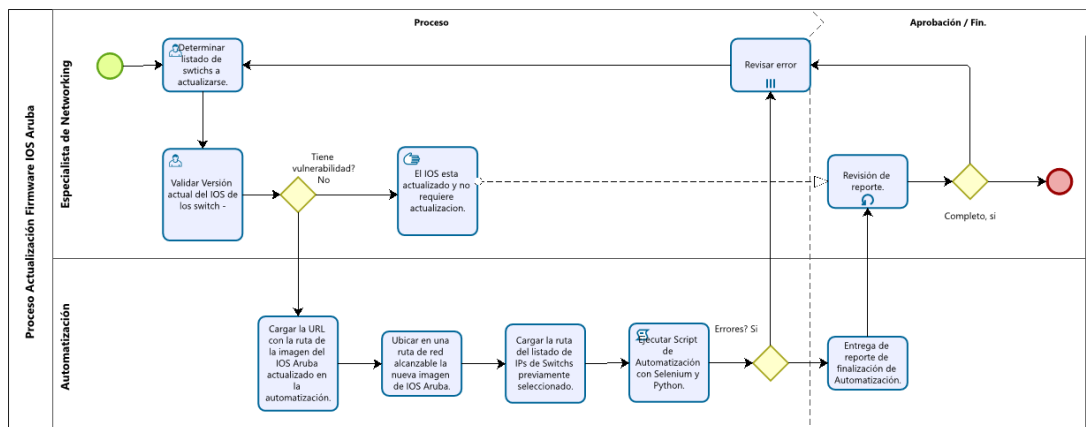 Proceso Actualización Firmware IOS Aruba
Proceso
Aprobación / Fin.
Especialista de Networking
Determinar
listado de
swtichs a
actualizarse.
Revisar error
Validar Versión
actual del IOS de
los switch -
Tiene
vulnerabilidad?
No
El IOS esta
actualizado y no
requiere
actualizacion.
Revisión de
reporte.
Completo, si
Automatización
Cargar la URL
con la ruta de
la imagen del
IOS Aruba
actualizado en
la
automatización.
Ubicar en una
ruta de red
alcanzable la
nueva imagen
de IOS Aruba.
Cargar la ruta
del listado de
IPs de Switchs
previamente
seleccionado.
Ejecutar Script
de
Automatización
con Selenium y
Python.
Errores? Si
Entrega de
reporte de
finalización de
Automatización.